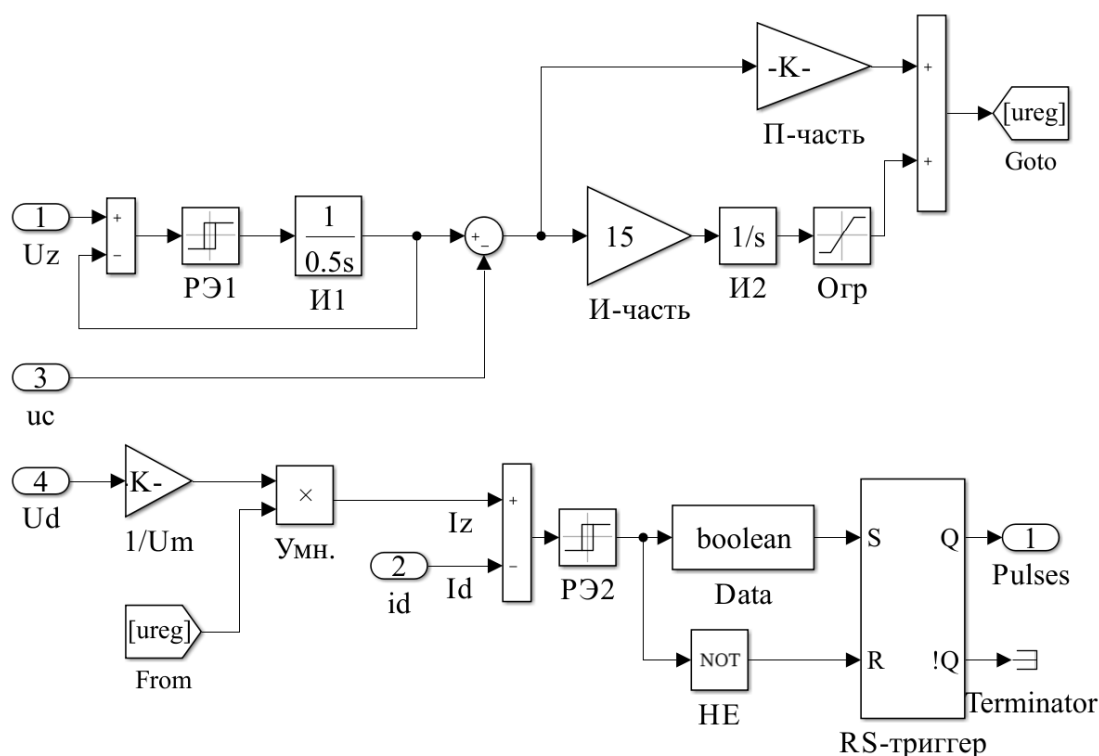 -K-
+
П-часть
[ureg]
Goto
+
1
Uz
+
−
РЭ1
1
0.5s
И1
+
−
15
И-часть
1/s
И2
Огр
3
uc
4
Ud
-K-
1/Um
×
Умн.
Iz
+
2
id
Id
−
РЭ2
boolean
Data
S
Q
1
Pulses
[ureg]
From
NOT
НЕ
R
!Q
Terminator
RS-триггер